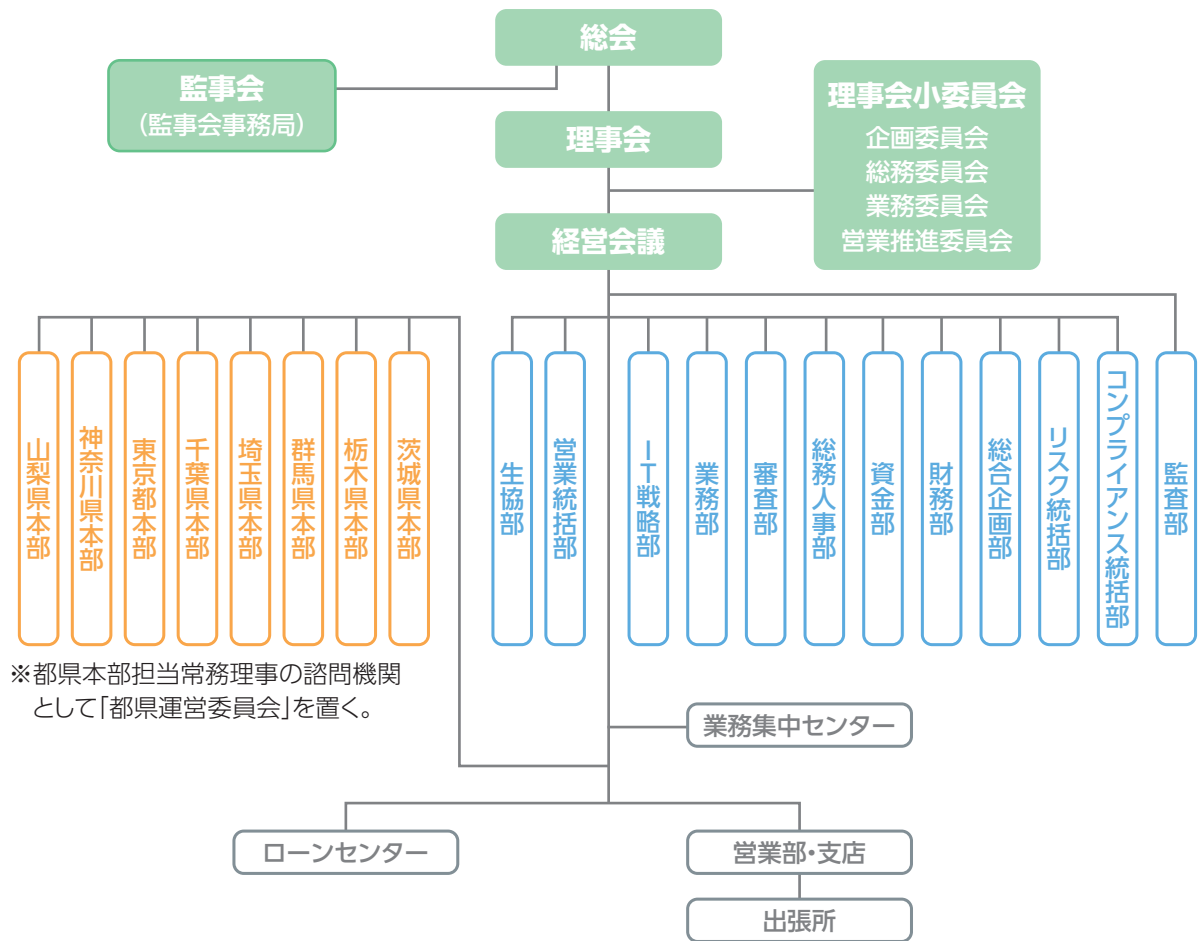 総会
監事会
(監事会事務局)
理事会小委員会
企画委員会
総務委員会
業務委員会
営業推進委員会
理事会
経営会議
山梨県本部
神奈川県本部
東京都本部
千葉県本部
埼玉県本部
群馬県本部
栃木県本部
茨城県本部
生協部
営業統括部
IT戦略部
業務部
審査部
総務人事部
資金部
財務部
総合企画部
リスク統括部
コンプライアンス統括部
監査部
※都県本部担当常務理事の諮問機関
として「都県運営委員会」を置く。
業務集中センター
ローンセンター
営業部・支店
出張所